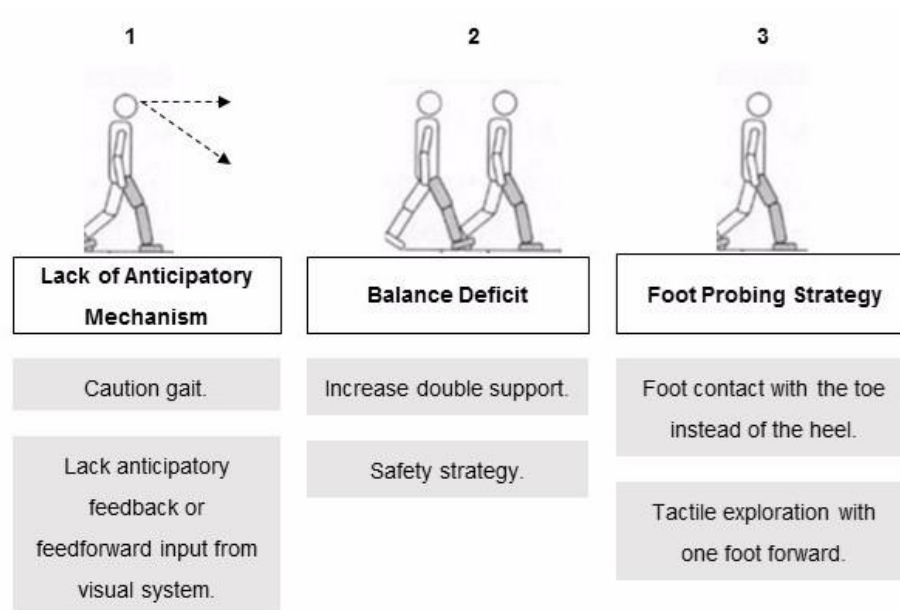 1
Lack of Anticipatory
Mechanism
Caution gait.
Lack anticipatory
feedback or
feedforward input from
visual system.
2
Balance Deficit
Increase double support.
Safety strategy.
3
Foot Probing Strategy
Foot contact with the toe
instead of the heel.
Tactile exploration with
one foot forward.